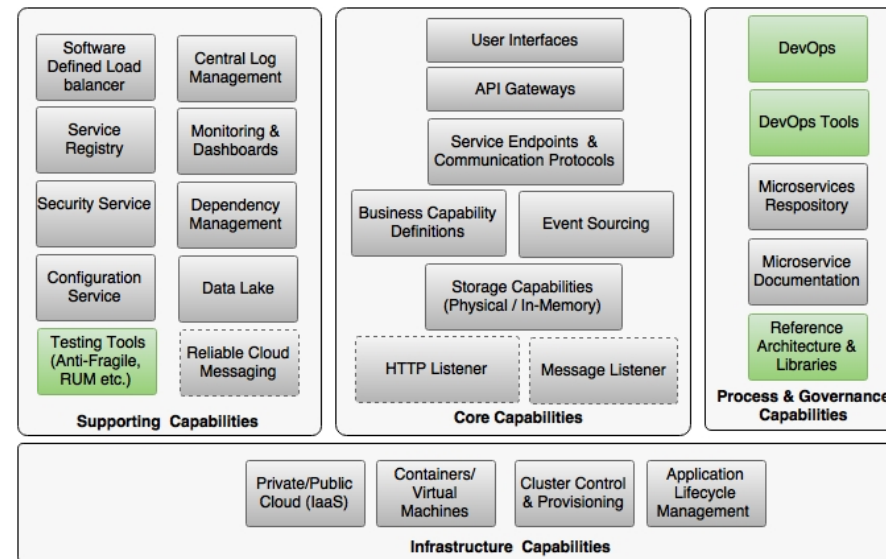 Software
Defined Load
balancer
Central Log
Management
Service
Registry
Monitoring &
Dashboards
Security Service
Dependency
Management
Configuration
Service
Data Lake
Testing Tools
(Anti-Fragile,
RUM etc.)
Reliable Cloud
Messaging
Supporting Capabilities
User Interfaces
API Gateways
Service Endpoints &
Communication Protocols
Business Capability
Definitions
Event Sourcing
Storage Capabilities
(Physical / In-Memory)
HTTP Listener
Message Listener
Core Capabilities
DevOps
DevOps Tools
Microservices
Respository
Microservice
Documentation
Reference
Architecture &
Libraries
Process & Governance
Capabilities
Private/Public
Cloud (IaaS)
Containers/
Virtual
Machines
Cluster Control
& Provisioning
Application
Lifecycle
Management
Infrastructure Capabilities